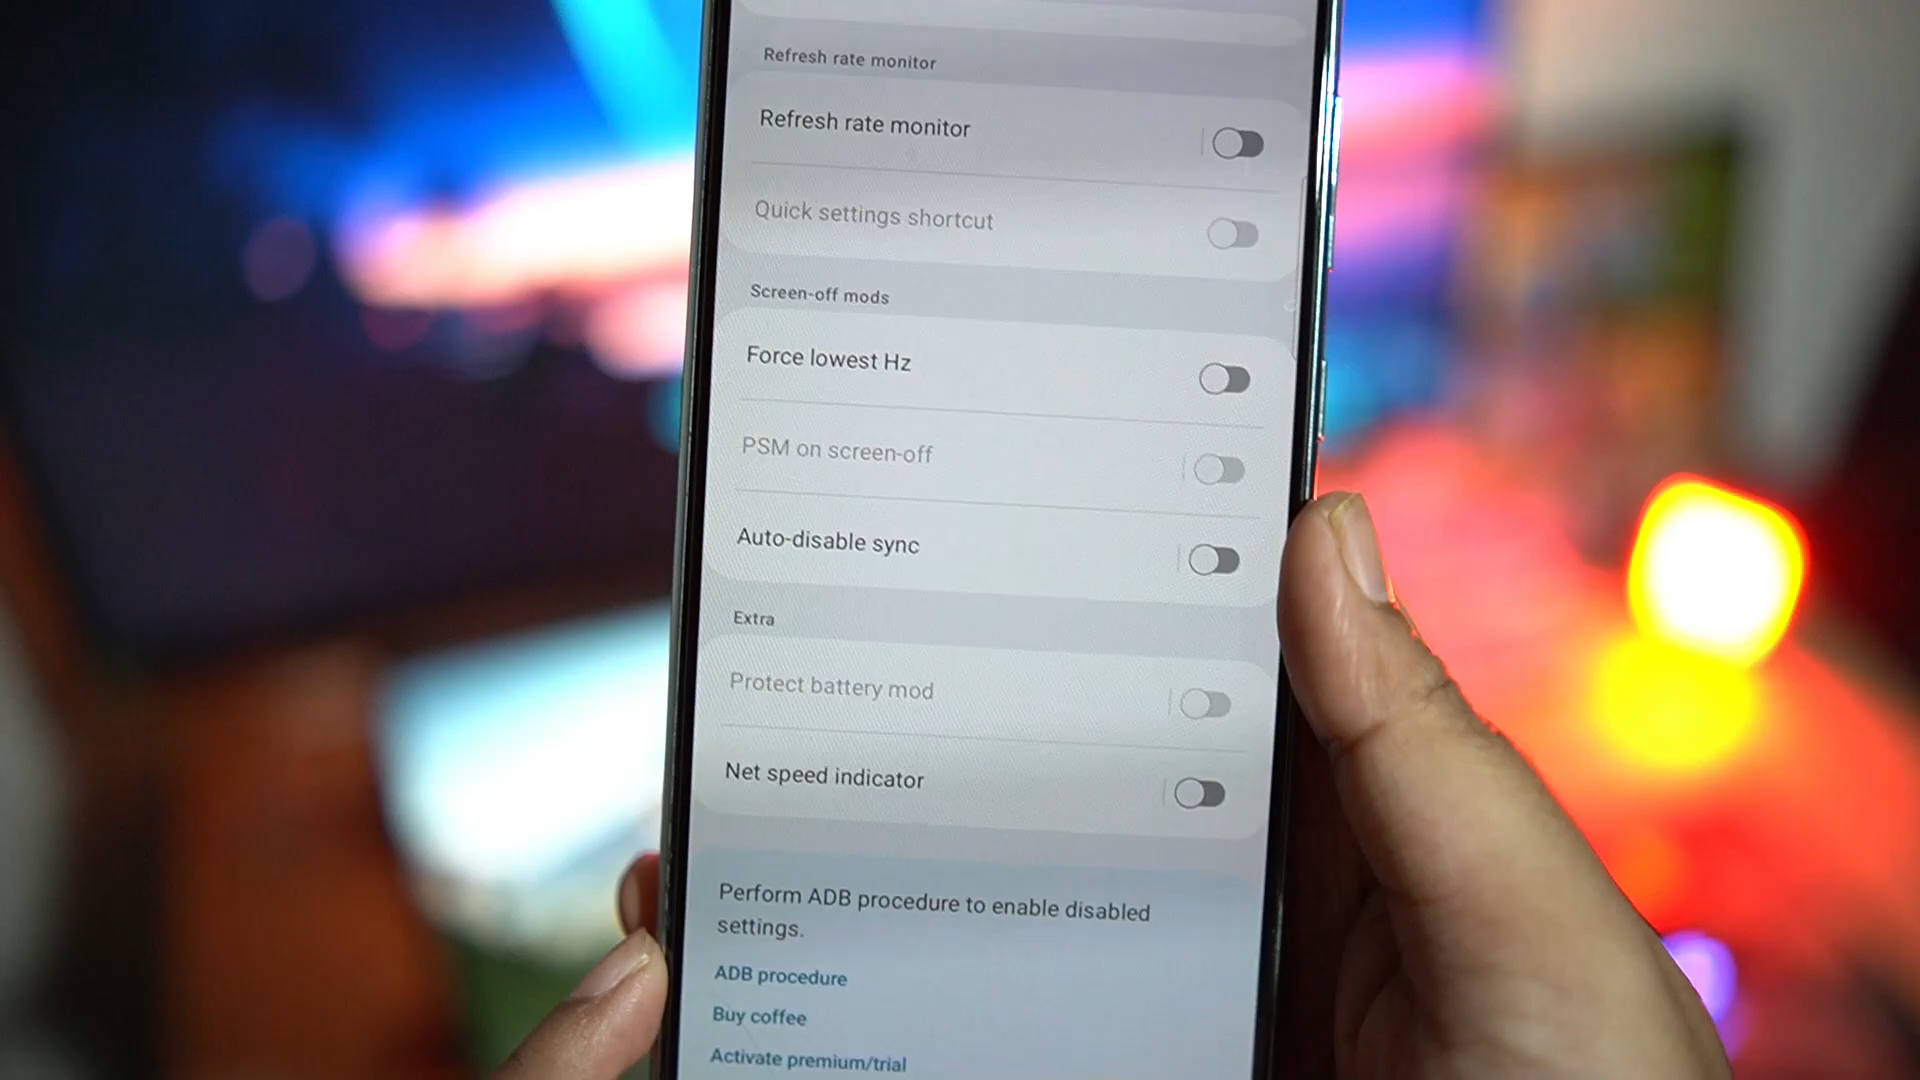 Refresh rate monitor
Refresh rate monitor
Quick settings shortcut
Screen-off mods
Force lowest Hz
PSM on screen-off
Auto-disable sync
Extra
Protect battery mod
Net speed indicator
Perform ADB procedure to enable disabled
settings.
ADB procedure
Buy coffee
Activate premium/trial